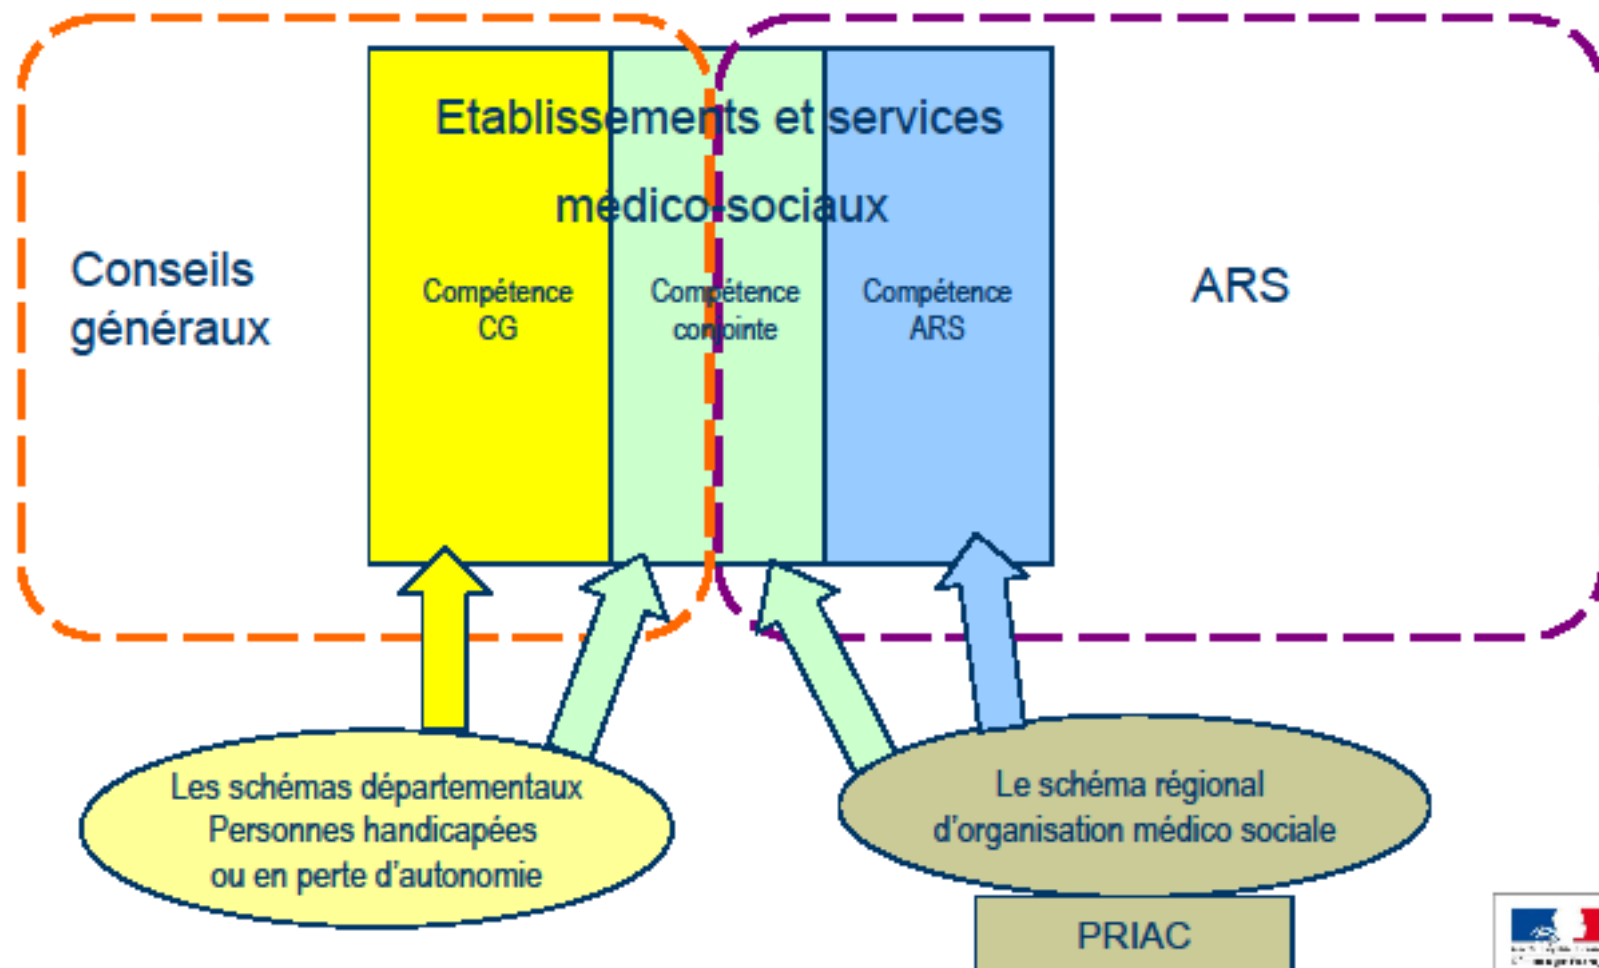 Etablissements et services
médico-sociaux
Conseils
généraux
Compétence
CG
Compétence
conjointe
Compétence
ARS
ARS
Les schémas départementaux
Personnes handicapées
ou en perte d'autonomie
Le schéma régional
d'organisation médico sociale
PRIAC